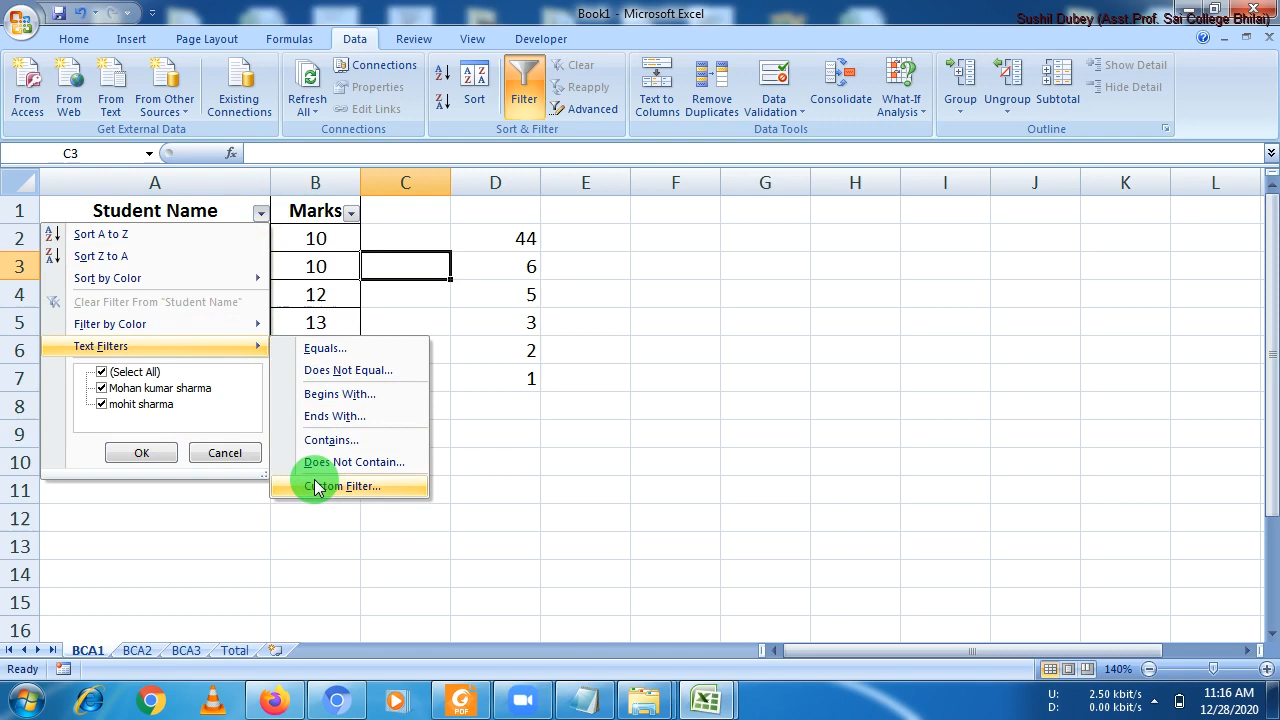 Book1 - Microsoft Excel
Sushil Dubey (Asst.Prof. Sai College Bhilai)
Home Insert Page Layout Formulas Data Review View Developer
From Access
From Web
From Text
From Other Sources
Existing Connections
Get External Data
Refresh All
Connections
Properties
Edit Links
Connections
Sort
Filter
Clear
Reapply
Advanced
Sort & Filter
Text to Columns
Remove Duplicates
Data Validation
Consolidate
What-If Analysis
Data Tools
Group
Ungroup
Subtotal
Show Detail
Hide Detail
Outline
C3 fx
A B C D E F G H I J K L
1 Student Name Marks
2 10 44
3 10 6
4 12 5
5 13 3
6 2
7 1
8
9
10
11
12
13
14
15
16
Sort A to Z
Sort Z to A
Sort by Color
Clear Filter From "Student Name"
Filter by Color
Text Filters
(Select All)
Mohan kumar sharma
mohit sharma
OK Cancel
Equals...
Does Not Equal...
Begins With...
Ends With...
Contains...
Does Not Contain...
Custom Filter...
BCA1 BCA2 BCA3 Total
Ready 140%
PDF
U: 2.50 kbit/s
D: 0.00 kbit/s
11:16 AM
12/28/2020